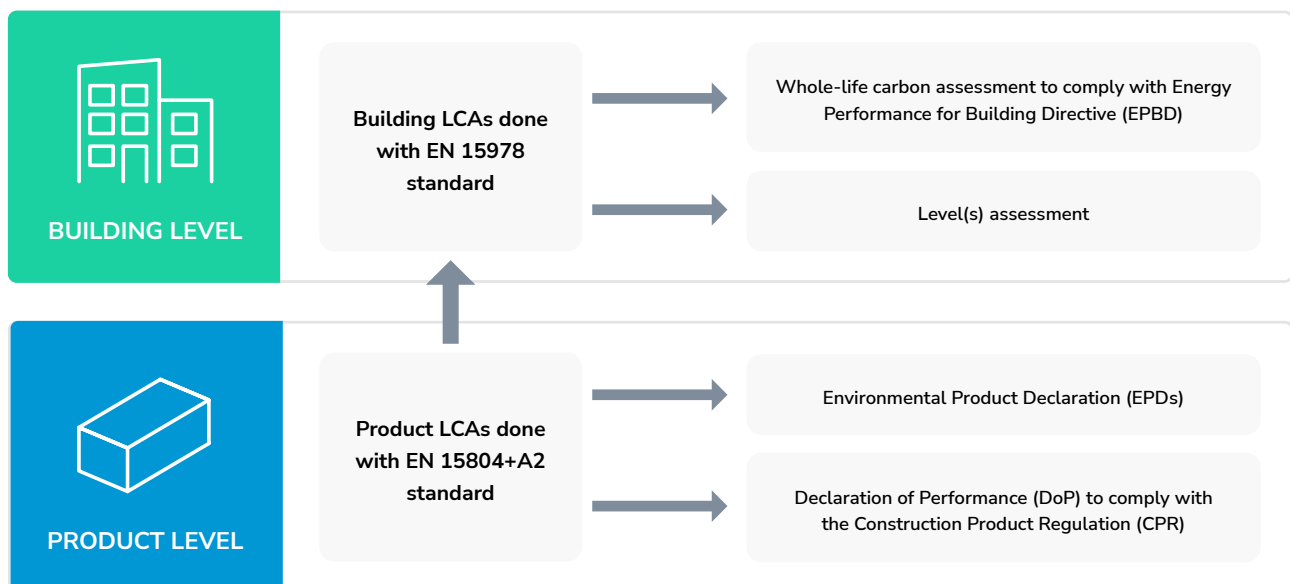 BUILDING LEVEL
Building LCAs done
with EN 15978
standard
Whole-life carbon assessment to comply with Energy
Performance for Building Directive (EPBD)
Level(s) assessment
PRODUCT LEVEL
Product LCAs done
with EN 15804+A2
standard
Environmental Product Declaration (EPDs)
Declaration of Performance (DoP) to comply with
the Construction Product Regulation (CPR)